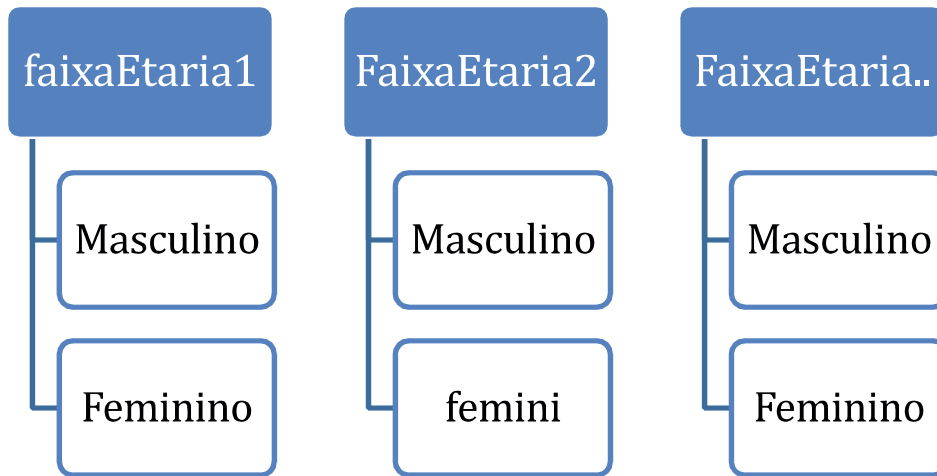 faixaEtaria1
Masculino
Feminino
FaixaEtaria2
Masculino
femini
FaixaEtaria..
Masculino
Feminino